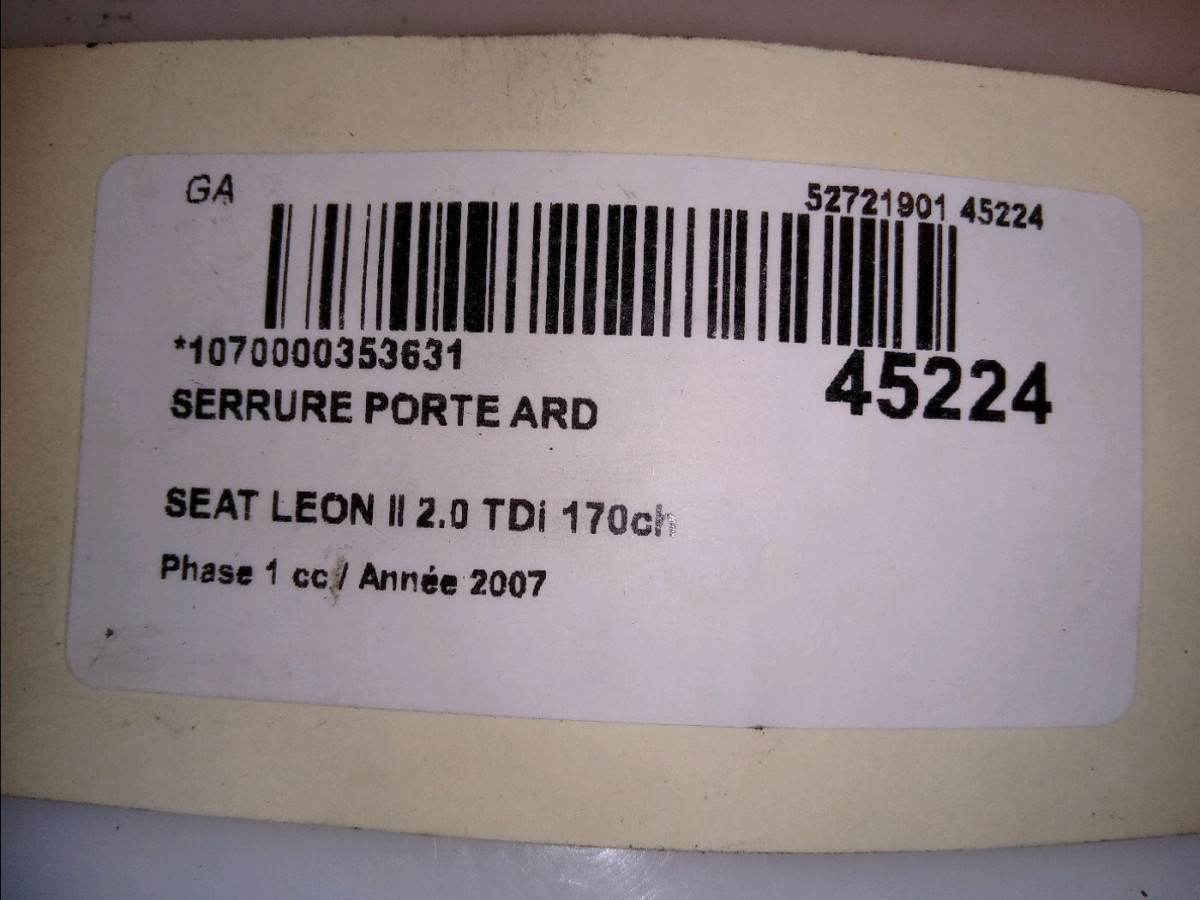 GA
52721901 45224
*1070000353631
45224
SERRURE PORTE ARD
SEAT LEON II 2.0 TDi 170ch
Phase 1 cc / Année 2007